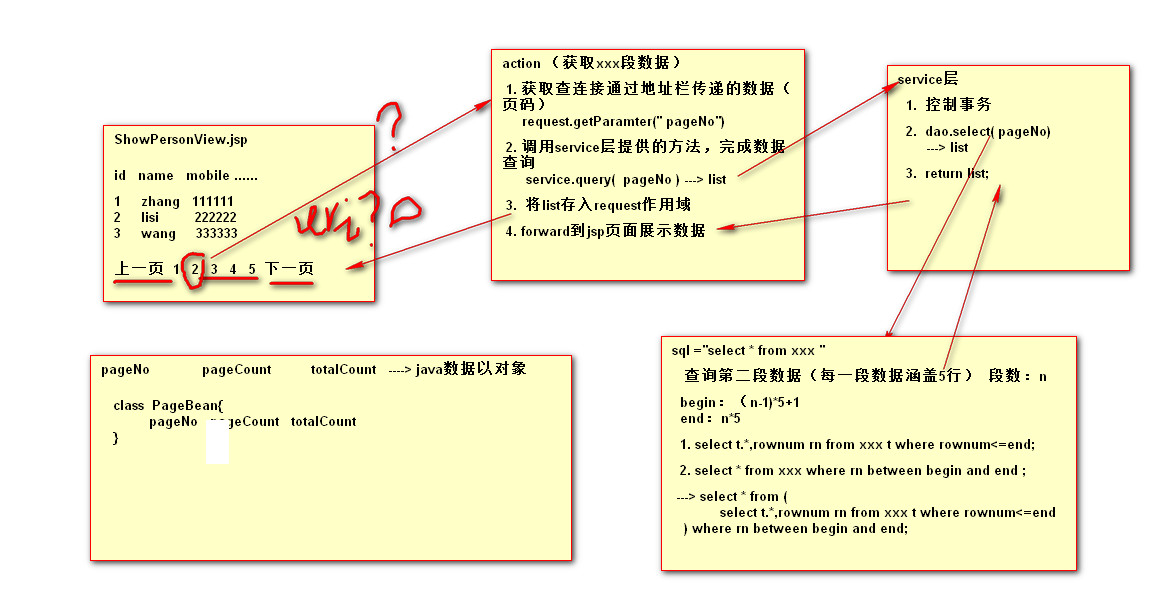 ShowPersonView.jsp
id name mobile ......
1 zhang 111111
2 lisi 222222
3 wang 333333
上一页 1 2 3 4 5 下一页
?
action （获取xxx段数据）
1. 获取查连接通过地址栏传递的数据（
页码）
request.getParamter(" pageNo")
2. 调用service层提供的方法，完成数据
查询
service.query( pageNo ) ---> list
3. 将list存入request作用域
4. forward到jsp页面展示数据
service层
1. 控制事务
2. dao.select( pageNo)
---> list
3. return list;
pageNo pageCount totalCount ----> java数据以对象
class PageBean{
pageNo pageCount totalCount
}
sql ="select * from xxx "
查询第二段数据（每一段数据涵盖5行） 段数：n
begin：（n-1)*5+1
end：n*5
1. select t.*,rownum rn from xxx t where rownum<=end;
2. select * from xxx where rn between begin and end ;
---> select * from (
select t.*,rownum rn from xxx t where rownum<=end
) where rn between begin and end;